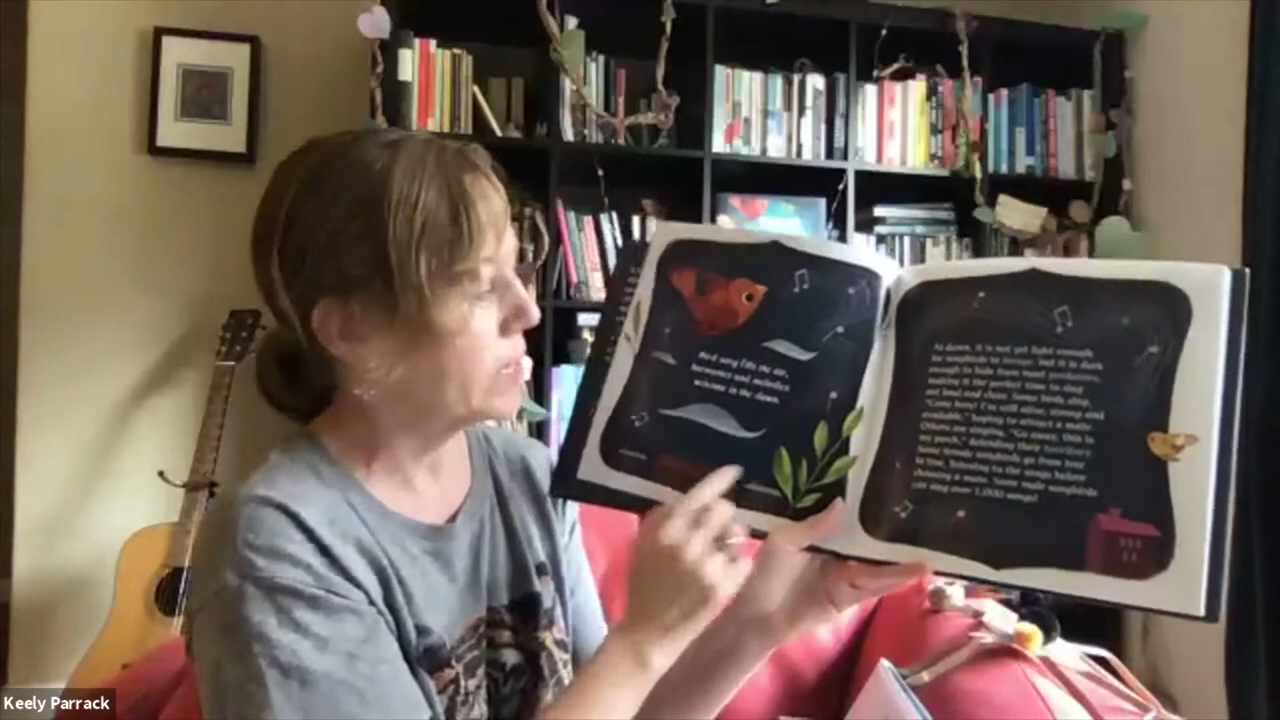 Bird song fills the air,
harmonies and melodies
welcome in the dawn.
At dawn, it is not yet light enough
for songbirds to forage, but it is dark
enough to hide from most predators,
making it the perfect time to sing
out loud and clear. Some birds sing,
"Come here! I'm still alive, strong and
available," hoping to attract a mate.
Others are singing, "Go away, this is
my perch," defending their territory.
Some female songbirds go from tree
to tree, listening to the songs before
choosing a mate. Some male songbirds
can sing over 1,000 songs!
Keely Parrack